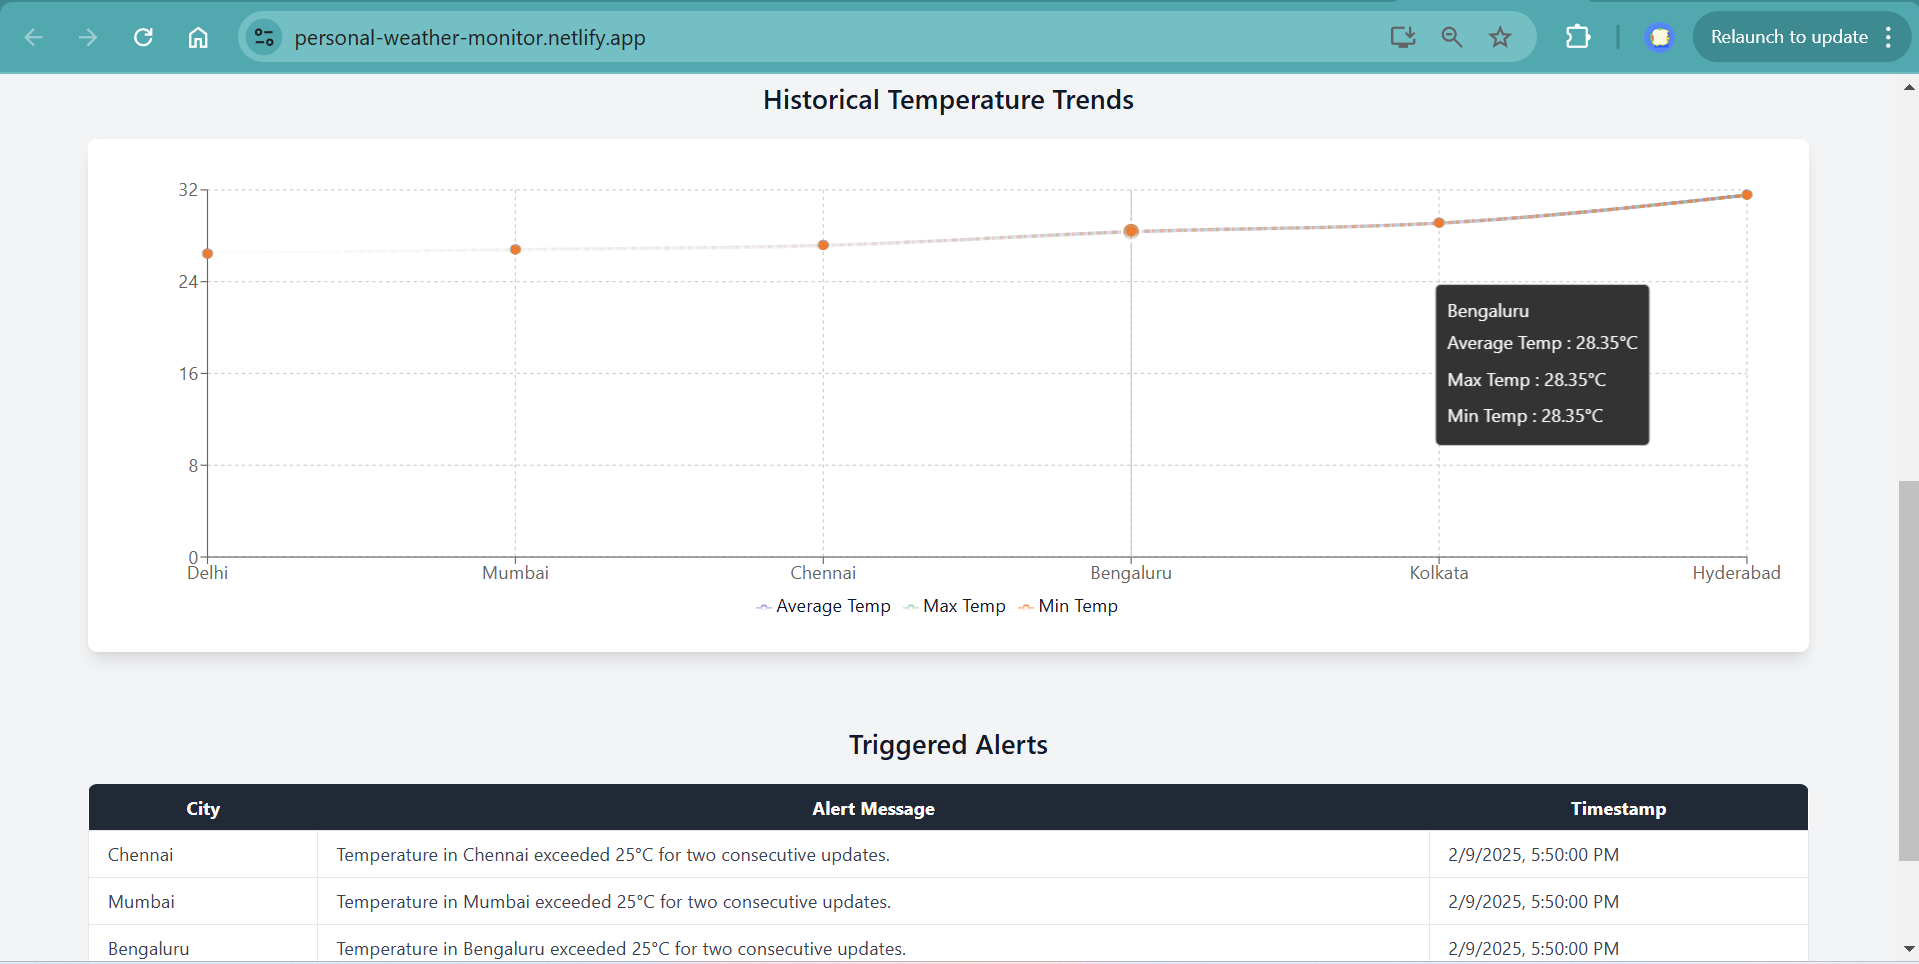 personal-weather-monitor.netlify.app
Relaunch to update
Historical Temperature Trends
32
24
16
8
0
Bengaluru
Average Temp : 28.35°C
Max Temp : 28.35°C
Min Temp : 28.35°C
Delhi Mumbai Chennai Bengaluru Kolkata Hyderabad
Average Temp Max Temp Min Temp
Triggered Alerts
City Alert Message Timestamp
Chennai Temperature in Chennai exceeded 25°C for two consecutive updates. 2/9/2025, 5:50:00 PM
Mumbai Temperature in Mumbai exceeded 25°C for two consecutive updates. 2/9/2025, 5:50:00 PM
Bengaluru Temperature in Bengaluru exceeded 25°C for two consecutive updates. 2/9/2025, 5:50:00 PM